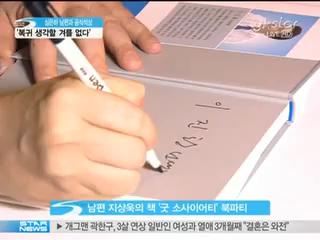 심은하 남편과 공식석상
'복귀 생각할 겨를 없다'
ystar
남편 지상욱의 책 '굿 소사이어티' 북파티
STAR NEWS
▶개그맨 곽한구, 3살 연상 일반인 여성과 열애 3개월째 "결혼은 와전"